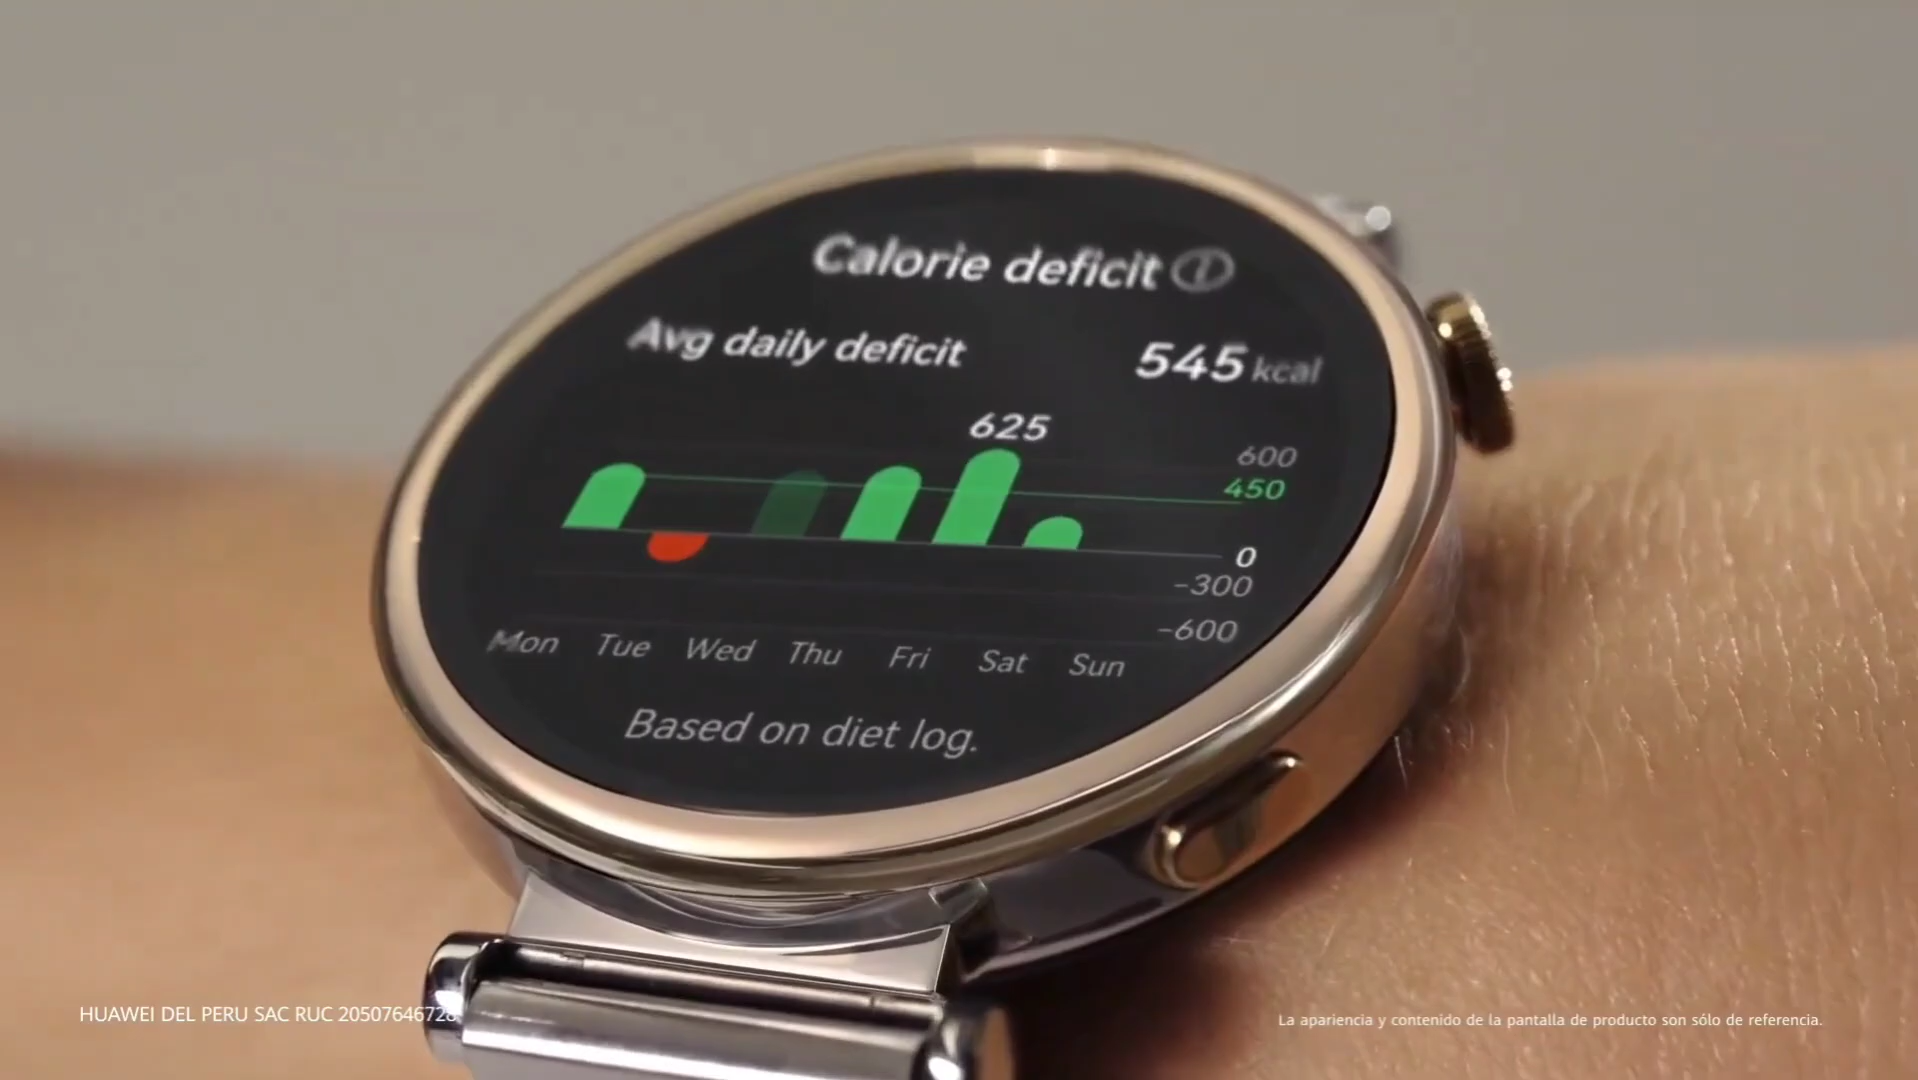 Calorie deficit
Avg daily deficit 545 kcal
625
600
450
0
-300
-600
Mon Tue Wed Thu Fri Sat Sun
Based on diet log.
HUAWEI DEL PERU SAC RUC 20507646728
La apariencia y contenido de la pantalla de producto son sólo de referencia.